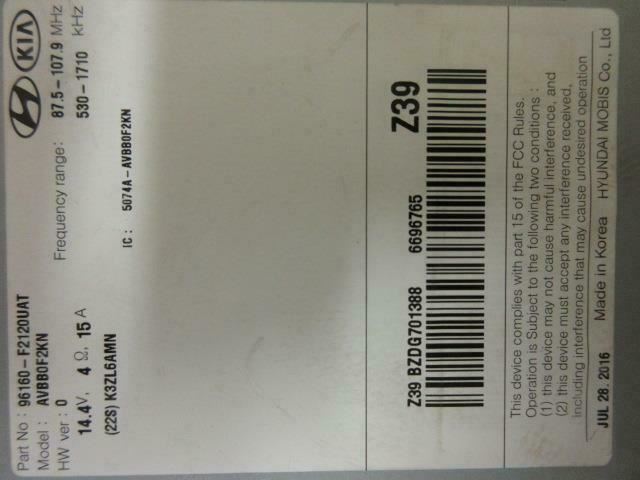 KIA
Part No : 96160-F2120UAT
Model : AVBB0F2KN
HW ver : 0
Frequency range: 87.5-107.9 MHz
530-1710 kHz
14.4V, 4 Ω, 15 A
(22S) K3ZL6AMN
IC : 5074A-AVBB0F2KN
Z39
Z39 BZDG701388 6696765
This device complies with part 15 of the FCC Rules.
Operation is Subject to the following two conditions :
(1) this device may not cause harmful interference, and
(2) this device must accept any interference received,
Including interference that may cause undesired operation
JUL 28. 2016 Made in Korea HYUNDAI MOBIS Co., Ltd